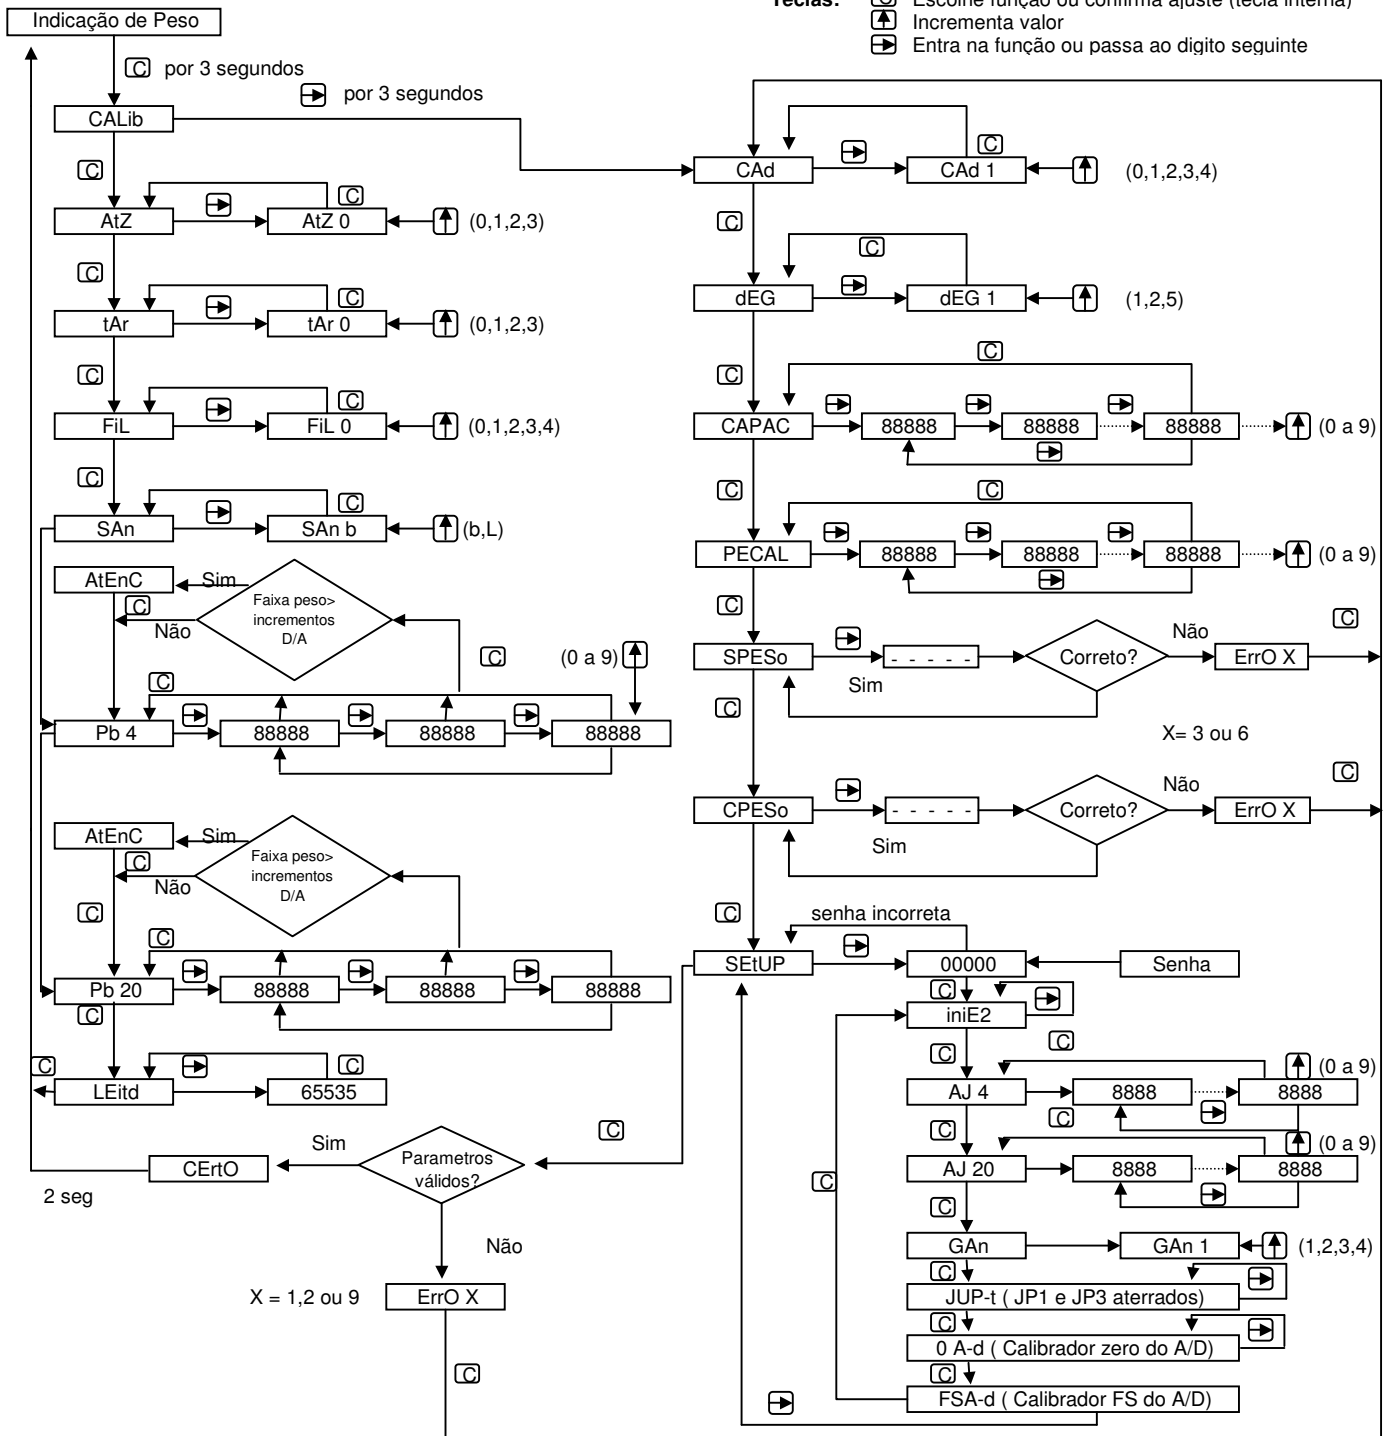 Teclas: C Escolhe função ou confirma ajuste (tecla interna)
Incrementa valor
Entra na função ou passa ao digito seguinte
Indicação de Peso
C por 3 segundos
por 3 segundos
CALib
C
AtZ
C
AtZ 0
(0,1,2,3)
C
tAr
C
tAr 0
(0,1,2,3)
C
FiL
C
FiL 0
(0,1,2,3,4)
C
SAn
C
SAn b
(b,L)
AtEnC
Sim
C
Não
Faixa peso>
incrementos
D/A
C
(0 a 9)
C
Pb 4
88888
88888
88888
AtEnC
Sim
C
Não
Faixa peso>
incrementos
D/A
C
C
Pb 20
88888
88888
88888
C
C
LEitd
C
65535
CErtO
Sim
2 seg
Parametros
válidos?
C
Não
X = 1,2 ou 9
ErrO X
C
CAd
C
CAd 1
(0,1,2,3,4)
C
dEG
C
dEG 1
(1,2,5)
C
C
CAPAC
88888
88888
88888
(0 a 9)
C
C
PECAL
88888
88888
88888
(0 a 9)
C
SPESo
- - - - -
Sim
Correto?
Não
ErrO X
C
C
X= 3 ou 6
CPESo
- - - - -
Sim
Correto?
Não
ErrO X
C
C
senha incorreta
SEtUP
00000
Senha
C
iniE2
C
C
AJ 4
8888
8888
(0 a 9)
C
C
AJ 20
8888
8888
(0 a 9)
C
C
GAn
GAn 1
(1,2,3,4)
C
JUP-t ( JP1 e JP3 aterrados)
C
0 A-d ( Calibrador zero do A/D)
C
FSA-d ( Calibrador FS do A/D)